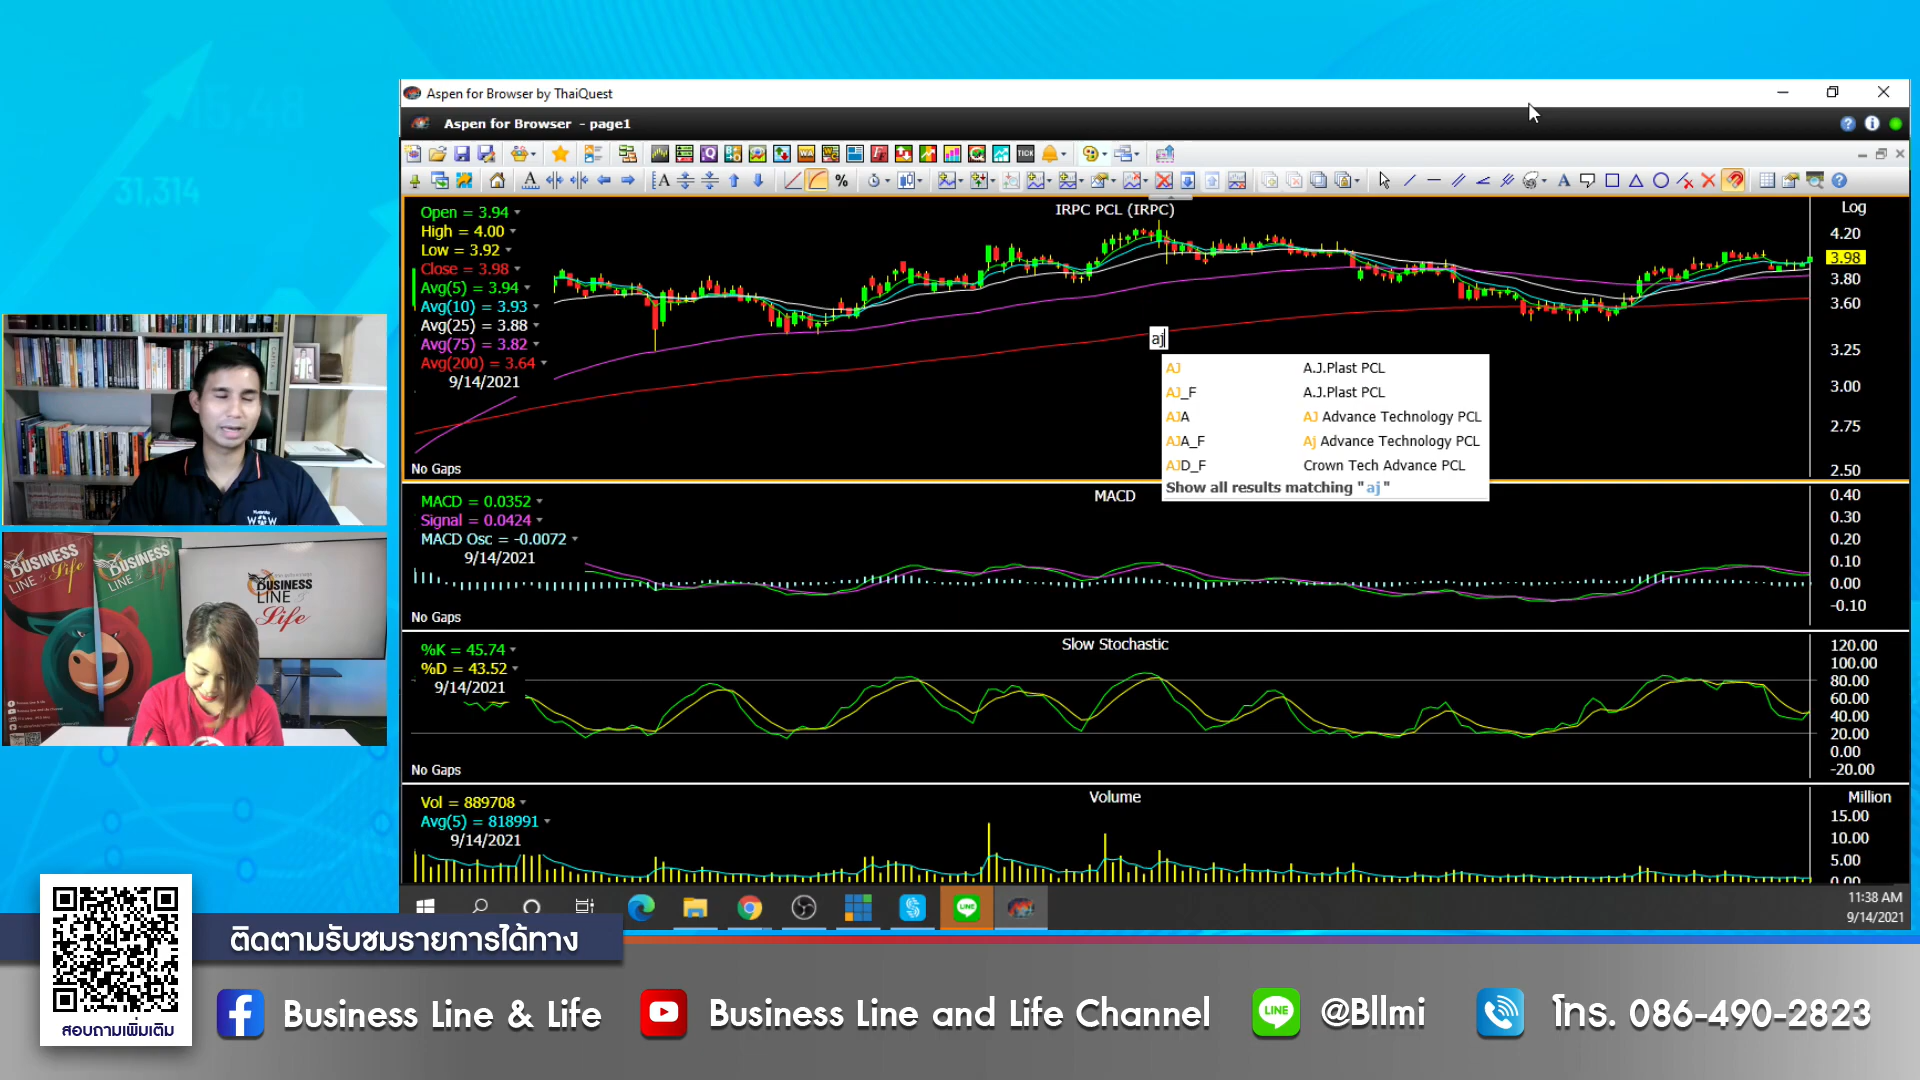 Aspen for Browser by ThaiQuest
Aspen for Browser - page1
IRPC PCL (IRPC)
Open = 3.94
High = 4.00
Low = 3.92
Close = 3.98
Avg(5) = 3.94
Avg(10) = 3.93
Avg(25) = 3.88
Avg(75) = 3.82
Avg(200) = 3.64
9/14/2021
No Gaps
Log
4.20
3.98
3.80
3.60
3.25
3.00
2.75
2.50
aj
AJ A.J.Plast PCL
AJ_F A.J.Plast PCL
AJA AJ Advance Technology PCL
AJA_F Aj Advance Technology PCL
AJD_F Crown Tech Advance PCL
Show all results matching "aj"
MACD
MACD = 0.0352
Signal = 0.0424
MACD Osc = -0.0072
9/14/2021
No Gaps
0.40
0.30
0.20
0.10
0.00
-0.10
Slow Stochastic
%K = 45.74
%D = 43.52
9/14/2021
No Gaps
120.00
100.00
80.00
60.00
40.00
20.00
0.00
-20.00
Volume
Vol = 889708
Avg(5) = 818991
9/14/2021
Million
15.00
10.00
5.00
0.00
11:38 AM
9/14/2021
31,314
BUSINESS
LINE & Life
BUSINESS
LINE &
Life
WOW
ติดตามรับชมรายการได้ทาง
สอบถามเพิ่มเติม
Business Line & Life
Business Line and Life Channel
LINE
@Bllmi
โทร. 086-490-2823